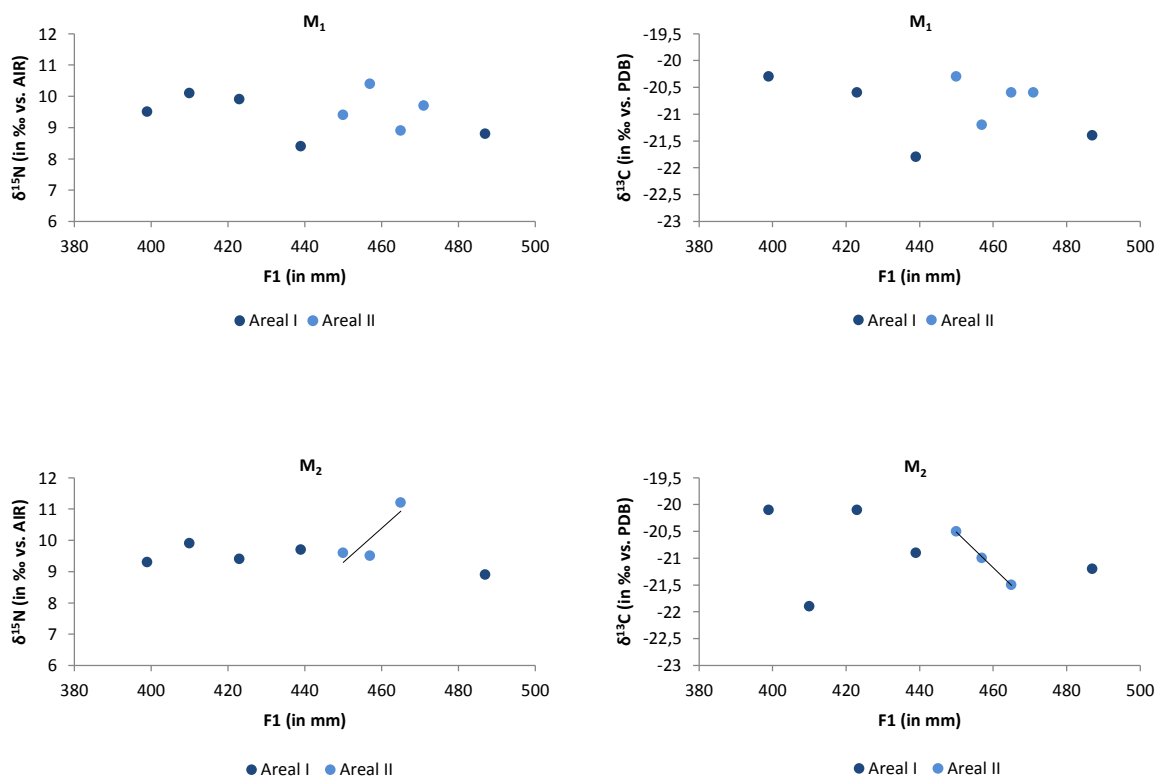 M₁
12
11
10
9
8
7
6
δ¹⁵N (in ‰ vs. AIR)
380 400 420 440 460 480 500
F1 (in mm)
Areal I Areal II
M₁
-19,5
-20
-20,5
-21
-21,5
-22
-22,5
-23
δ¹³C (in ‰ vs. PDB)
380 400 420 440 460 480 500
F1 (in mm)
Areal I Areal II
M₂
12
11
10
9
8
7
6
δ¹⁵N (in ‰ vs. AIR)
380 400 420 440 460 480 500
F1 (in mm)
Areal I Areal II
M₂
-19,5
-20
-20,5
-21
-21,5
-22
-22,5
-23
δ¹³C (in ‰ vs. PDB)
380 400 420 440 460 480 500
F1 (in mm)
Areal I Areal II